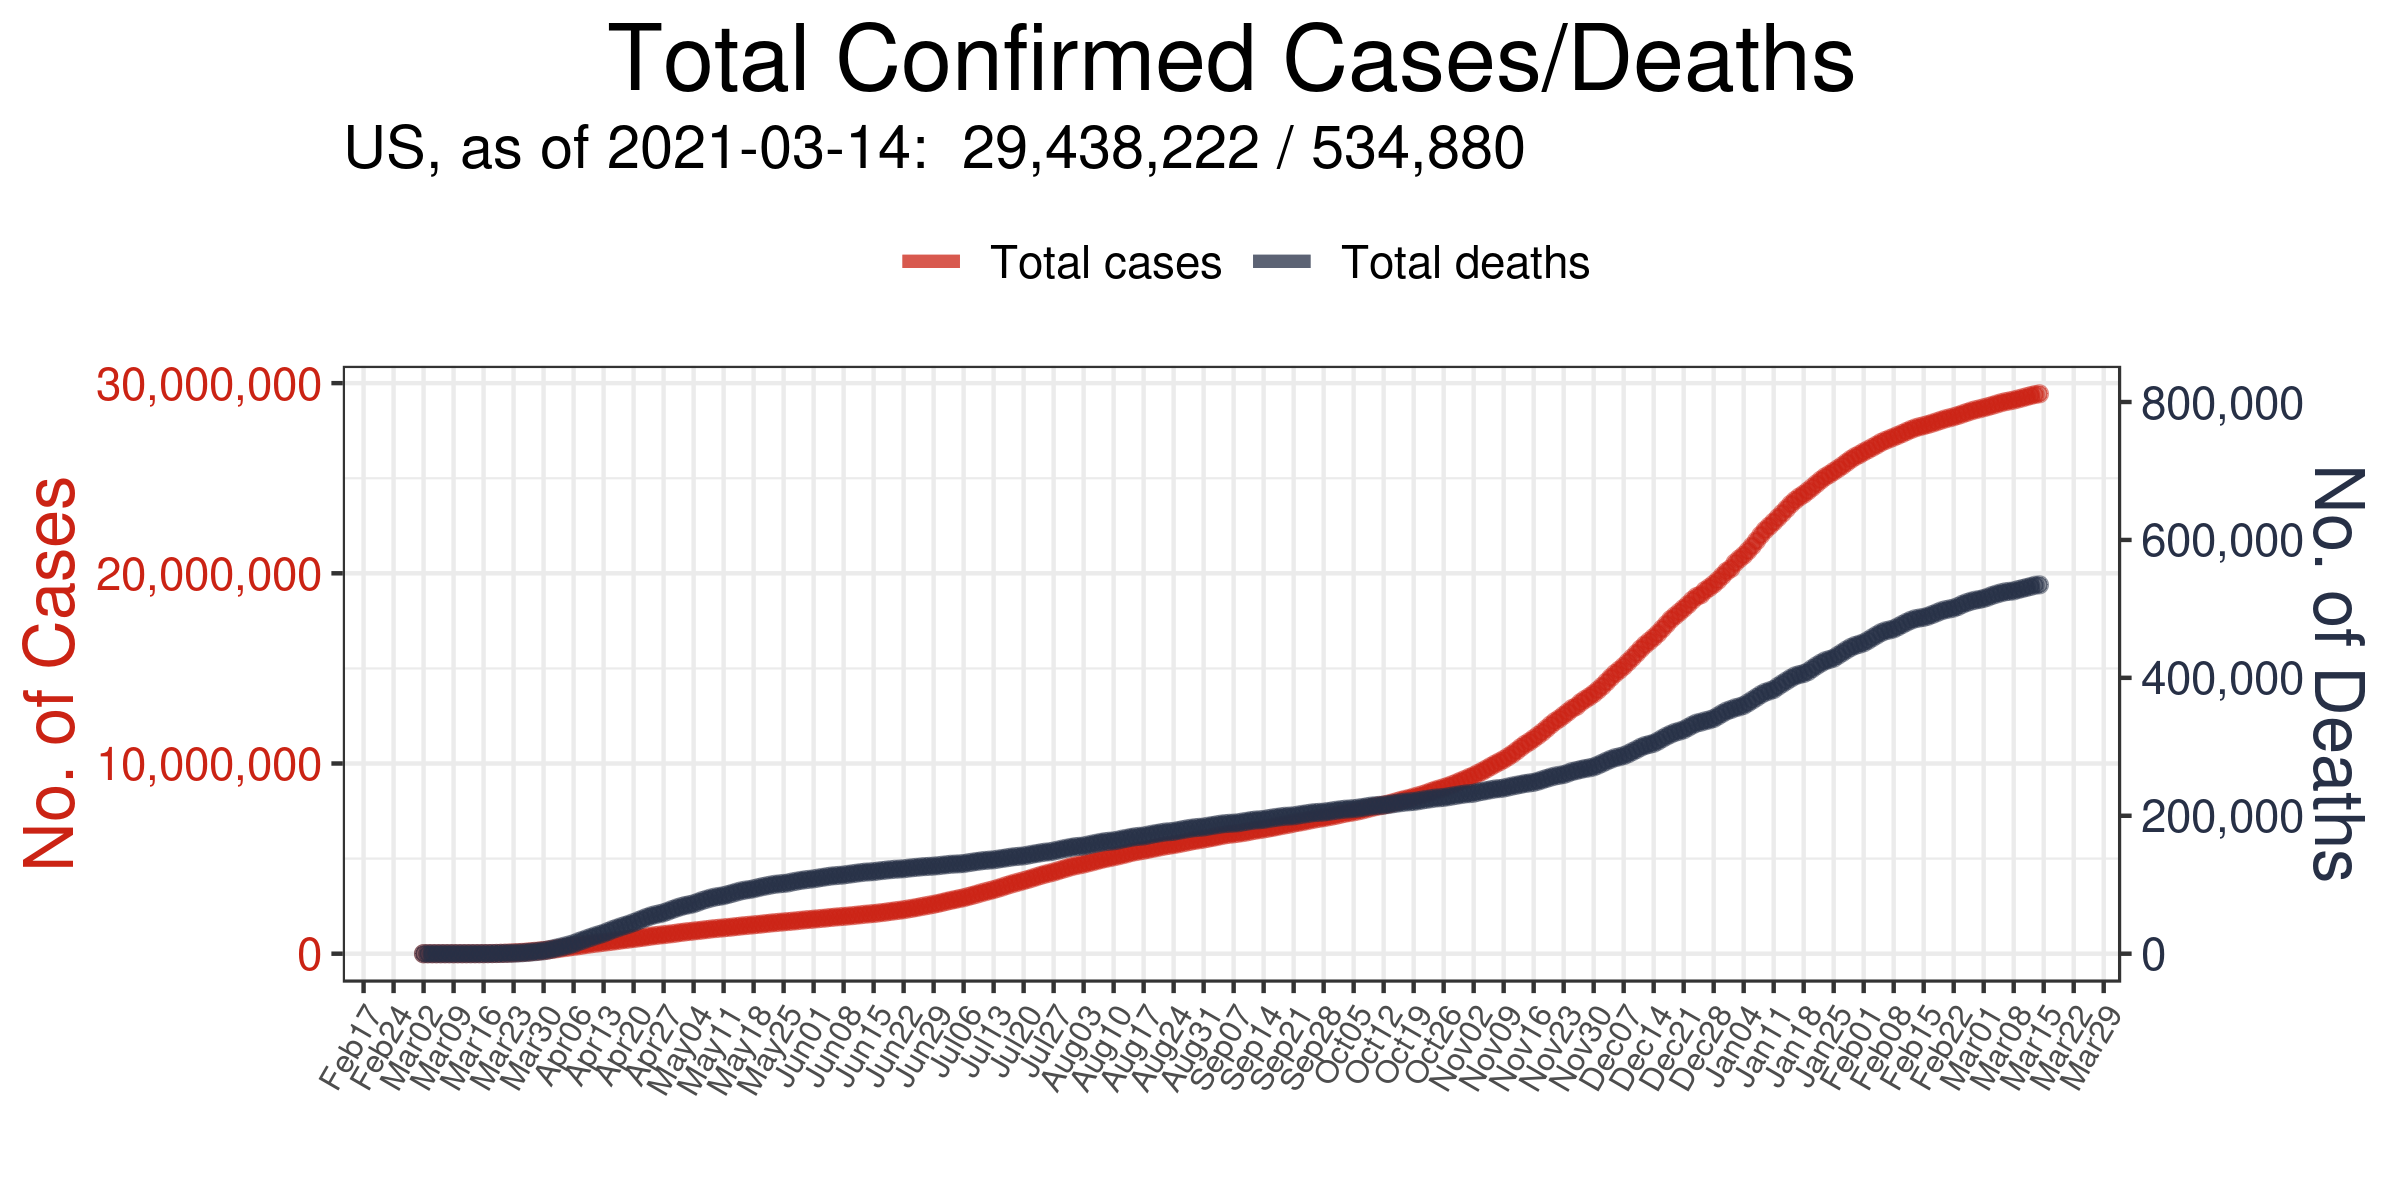 Total Confirmed Cases/Deaths
US, as of 2021-03-14:  29,438,222 / 534,880
Total cases
Total deaths
No. of Cases
30,000,000
20,000,000
10,000,000
0
800,000
600,000
400,000
200,000
0
No. of Deaths
Feb17
Feb24
Mar02
Mar09
Mar16
Mar23
Mar30
Apr06
Apr13
Apr20
Apr27
May04
May11
May18
May25
Jun01
Jun08
Jun15
Jun22
Jun29
Jul06
Jul13
Jul20
Jul27
Aug03
Aug10
Aug17
Aug24
Aug31
Sep07
Sep14
Sep21
Sep28
Oct05
Oct12
Oct19
Oct26
Nov02
Nov09
Nov16
Nov23
Nov30
Dec07
Dec14
Dec21
Dec28
Jan04
Jan11
Jan18
Jan25
Feb01
Feb08
Feb15
Feb22
Mar01
Mar08
Mar15
Mar22
Mar29